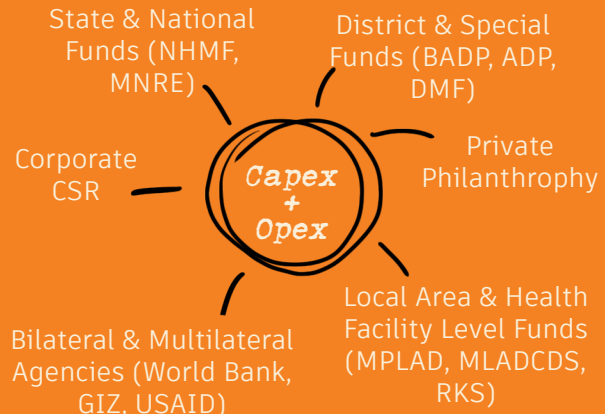 State & National
Funds (NHMF,
MNRE)
District & Special
Funds (BADP, ADP,
DMF)
Corporate
CSR
Capex
+
Opex
Private
Philanthrophy
Bilateral & Multilateral
Agencies (World Bank,
GIZ, USAID)
Local Area & Health
Facility Level Funds
(MPLAD, MLADCDS,
RKS)